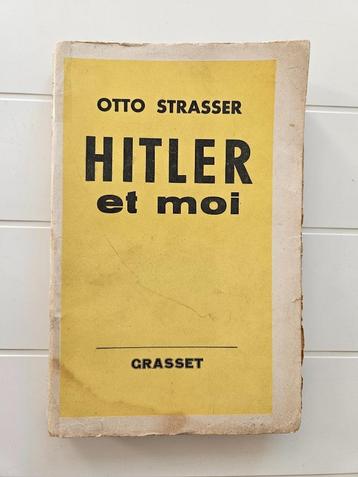 OTTO STRASSER
HITLER
et moi
GRASSET